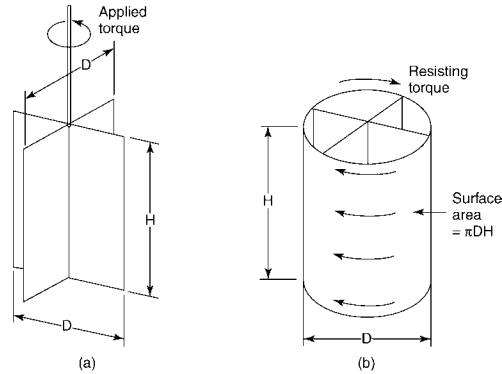 Applied
torque
D
H
D
(a)
Resisting
torque
H
Surface
area
= πDH
D
(b)